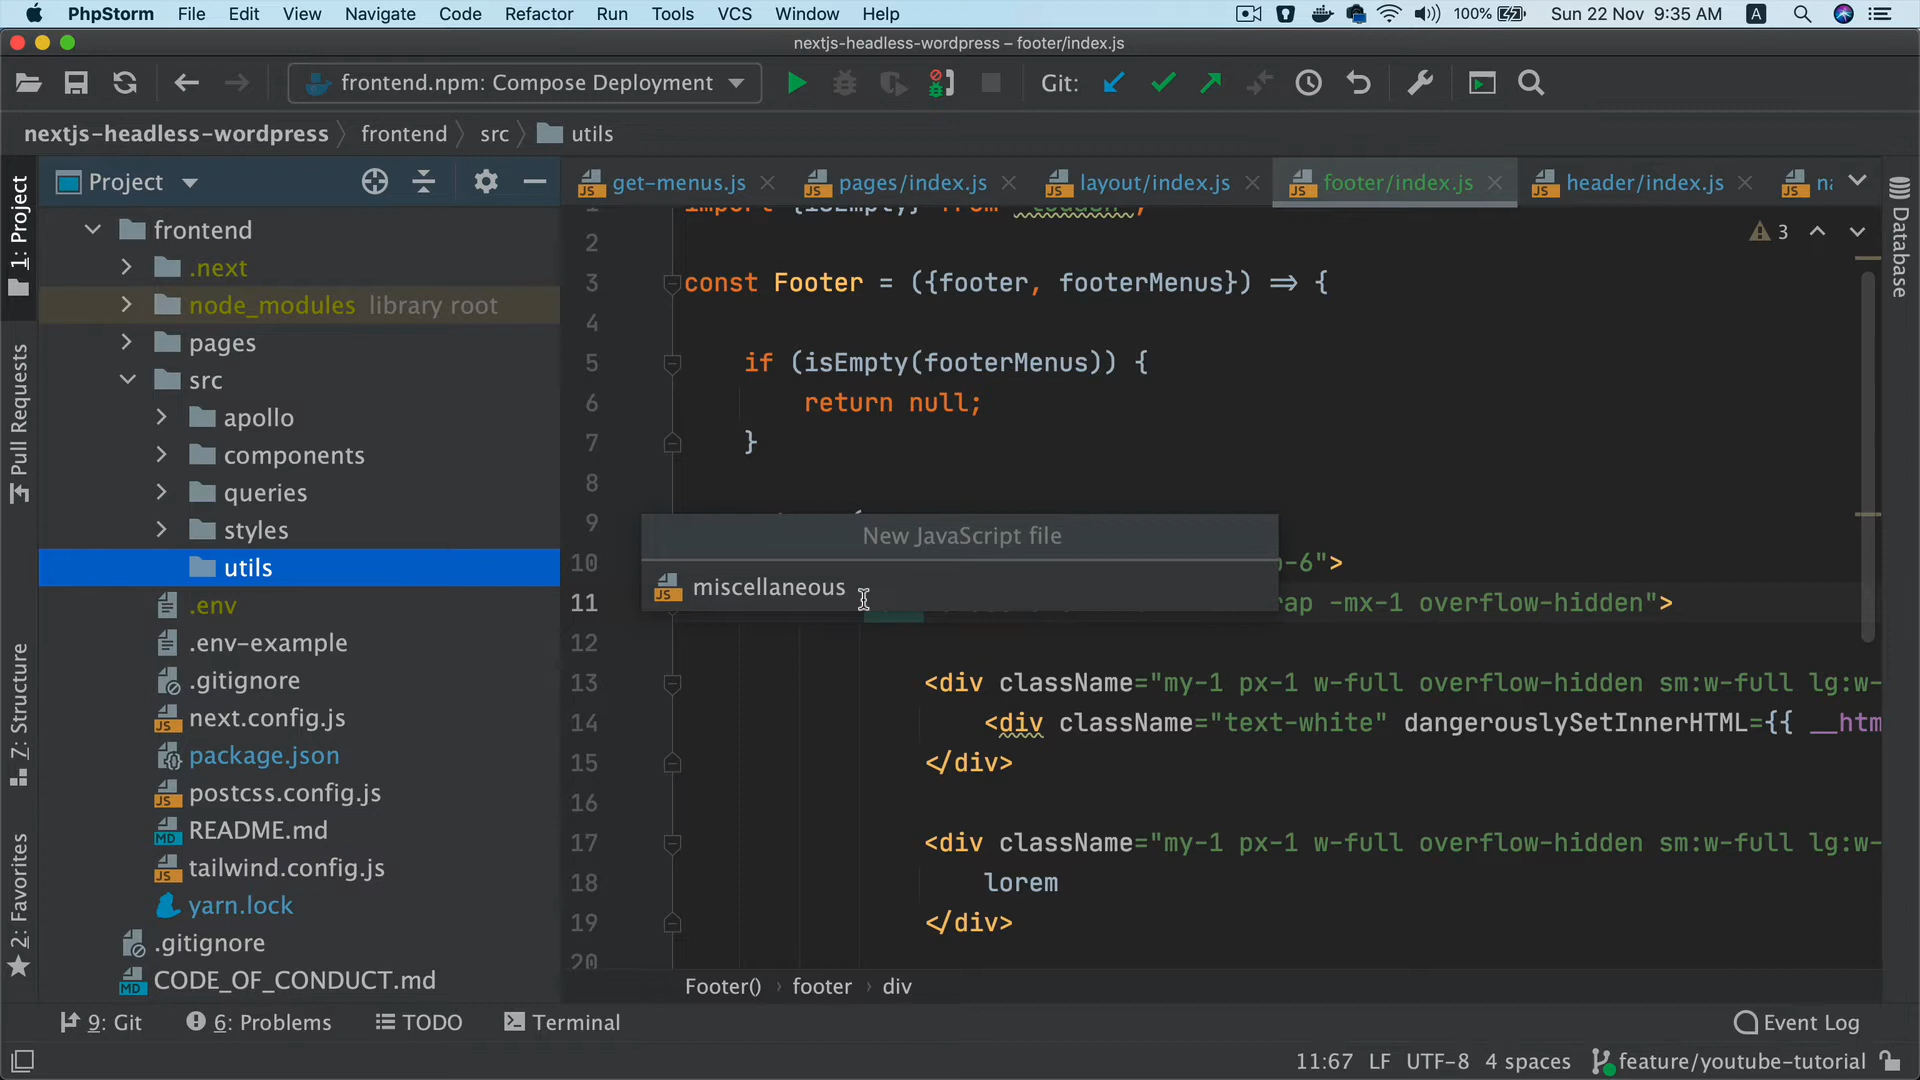 PhpStorm File Edit View Navigate Code Refactor Run Tools VCS Window Help 100% Sun 22 Nov 9:35 AM A
nextjs-headless-wordpress – footer/index.js
frontend.npm: Compose Deployment Git:
nextjs-headless-wordpress frontend src utils
1: Project
Pull Requests
Z: Structure
2: Favorites
Project
frontend
.next
node_modules library root
pages
src
apollo
components
queries
styles
utils
.env
.env-example
.gitignore
next.config.js
package.json
postcss.config.js
README.md
tailwind.config.js
yarn.lock
.gitignore
CODE_OF_CONDUCT.md
get-menus.js pages/index.js layout/index.js footer/index.js header/index.js
3
1 import {isEmpty} from 'lodash';
2
3 const Footer = ({footer, footerMenus}) => {
4
5 if (isEmpty(footerMenus)) {
6 return null;
7 }
8
9
10 -6">
11 -mx-1 overflow-hidden">
12
13 <div className="my-1 px-1 w-full overflow-hidden sm:w-full lg:w-
14 <div className="text-white" dangerouslySetInnerHTML={{ __htm
15 </div>
16
17 <div className="my-1 px-1 w-full overflow-hidden sm:w-full lg:w-
18 lorem
19 </div>
20
New JavaScript file
miscellaneous
Database
Footer() footer div
9: Git 6: Problems TODO Terminal Event Log
11:67 LF UTF-8 4 spaces feature/youtube-tutorial